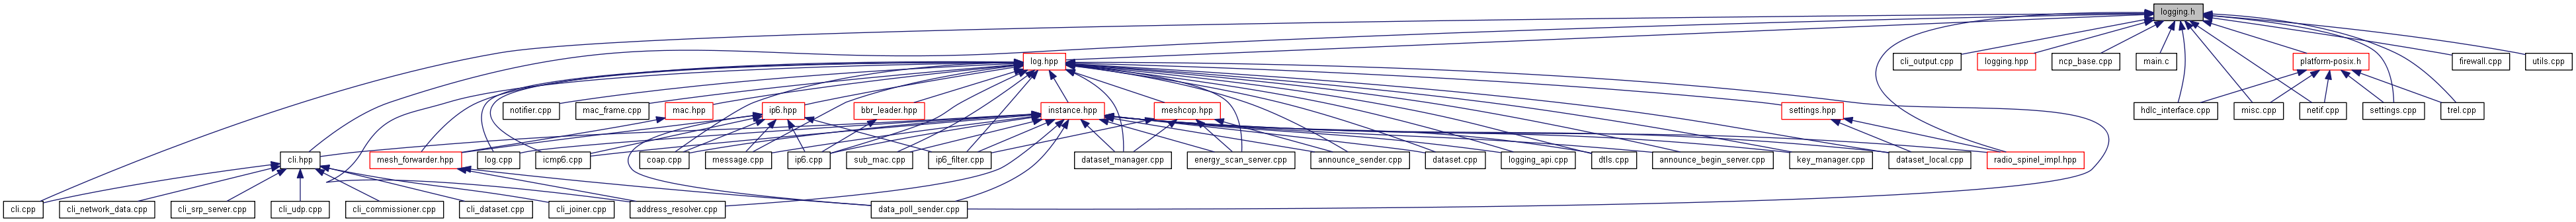 logging.h
log.hpp
cli_output.cpp
logging.hpp
ncp_base.cpp
main.c
platform-posix.h
firewall.cpp
utils.cpp
notifier.cpp
mac_frame.cpp
mac.hpp
ip6.hpp
bbr_leader.hpp
instance.hpp
meshcop.hpp
settings.hpp
hdlc_interface.cpp
misc.cpp
netif.cpp
settings.cpp
trel.cpp
cli.hpp
mesh_forwarder.hpp
log.cpp
icmp6.cpp
coap.cpp
message.cpp
ip6.cpp
sub_mac.cpp
ip6_filter.cpp
dataset_manager.cpp
energy_scan_server.cpp
announce_sender.cpp
dataset.cpp
logging_api.cpp
dtls.cpp
announce_begin_server.cpp
key_manager.cpp
dataset_local.cpp
radio_spinel_impl.hpp
cli.cpp
cli_network_data.cpp
cli_srp_server.cpp
cli_udp.cpp
cli_commissioner.cpp
cli_dataset.cpp
cli_joiner.cpp
address_resolver.cpp
data_poll_sender.cpp